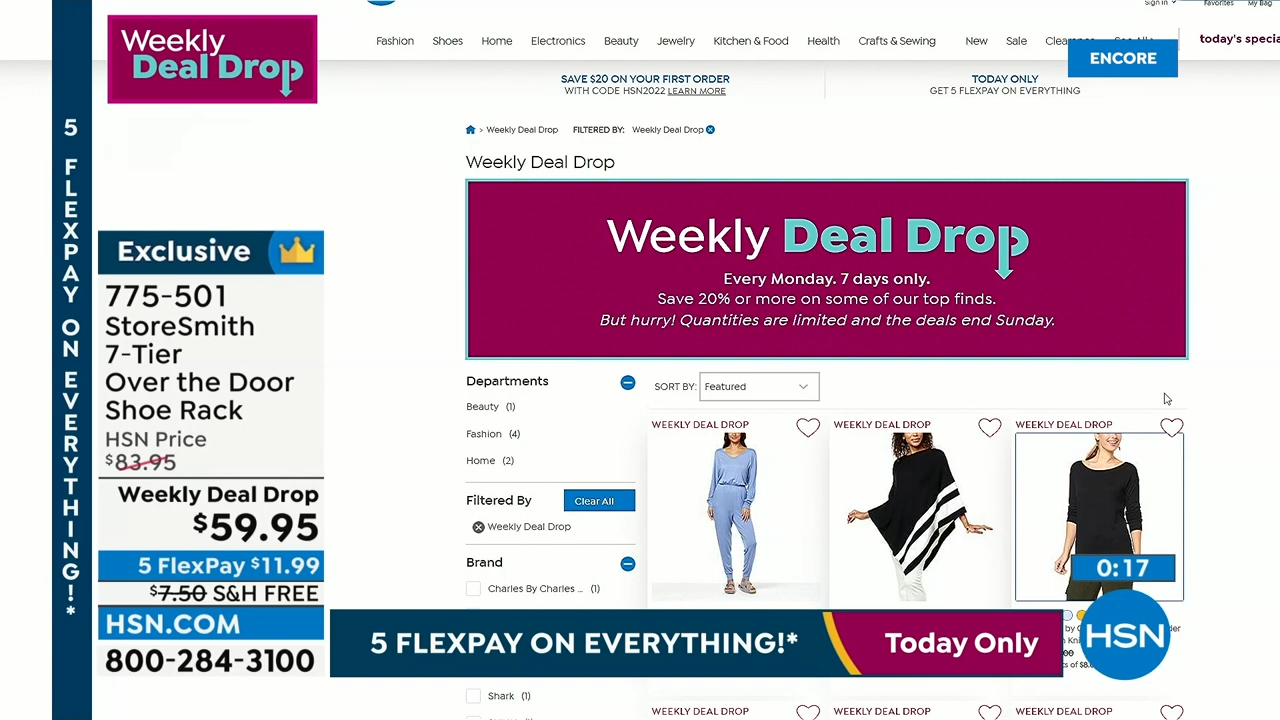 Sign In
Favorites
My Bag
Weekly
Deal Drop
Fashion
Shoes
Home
Electronics
Beauty
Jewelry
Kitchen & Food
Health
Crafts & Sewing
New
Sale
today's
ENCORE
SAVE $20 ON YOUR FIRST ORDER
WITH CODE HSN2022 LEARN MORE
TODAY ONLY
GET 5 FLEXPAY ON EVERYTHING
5 FLEXPAY ON EVERYTHING!*
> Weekly Deal Drop
FILTERED BY: Weekly Deal Drop
Weekly Deal Drop
Weekly Deal Drop
Every Monday. 7 days only.
Save 20% or more on some of our top finds.
But hurry! Quantities are limited and the deals end Sunday.
Exclusive
775-501
StoreSmith
7-Tier
Over the Door
Shoe Rack
HSN Price
$83.95
Weekly Deal Drop
$59.95
5 FlexPay $11.99
$7.50 S&H FREE
HSN.COM
800-284-3100
Departments
Beauty (1)
Fashion (4)
Home (2)
Filtered By
Clear All
Weekly Deal Drop
Brand
Charles By Charles ... (1)
Shark (1)
SORT BY: Featured
WEEKLY DEAL DROP
WEEKLY DEAL DROP
WEEKLY DEAL DROP
0:17
5 FLEXPAY ON EVERYTHING!*
Today Only
HSN
WEEKLY DEAL DROP
WEEKLY DEAL DROP
WEEKLY DEAL DROP